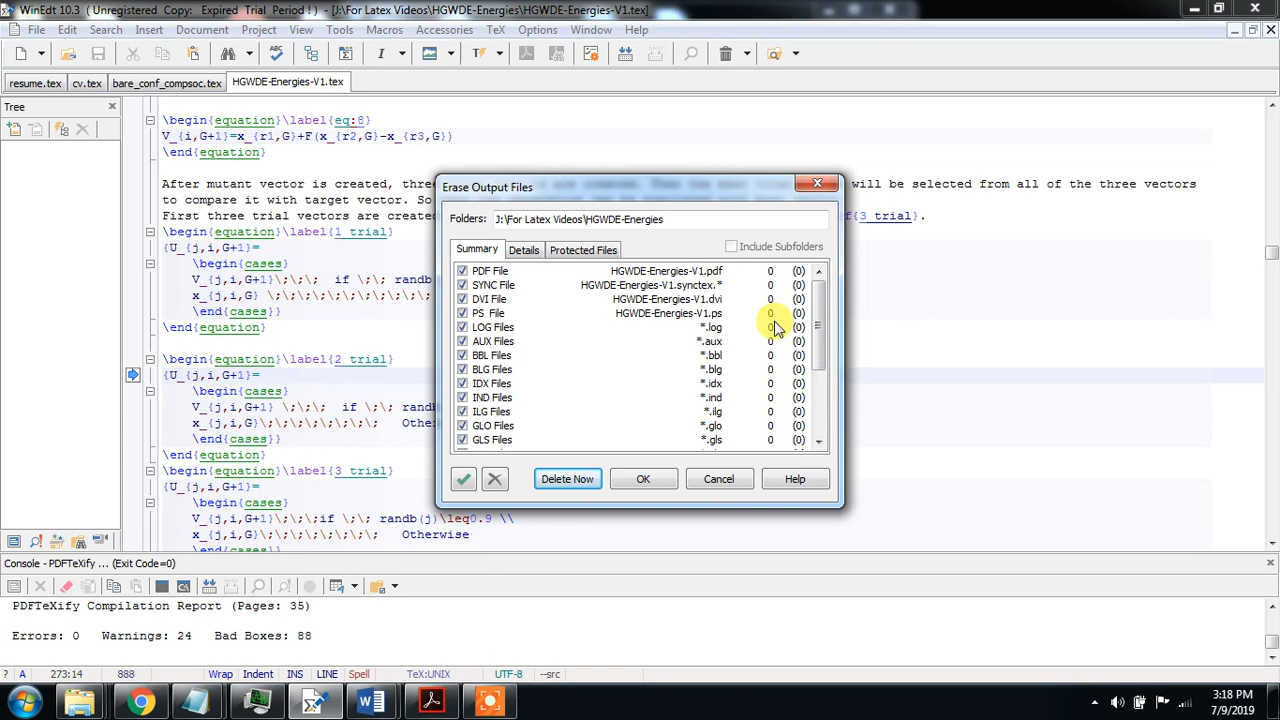 WinEdt 10.3 (Unregistered Copy: Expired Trial Period ! ) - [J:\For Latex Videos\HGWDE-Energies\HGWDE-Energies-V1.tex]
File Edit Search Insert Document Project View Tools Macros Accessories TeX Options Window Help
resume.tex cv.tex bare_conf_compsoc.tex HGWDE-Energies-V1.tex
Tree
\begin{equation}\label{eq:8}
V_{i,G+1}=x_{r1,G}+F(x_{r2,G}-x_{r3,G})
\end{equation}
After mutant vector is created, three will be selected from all of the three vectors
to compare it with target vector. So
First three trial vectors are created f{3_trial}.
\begin{equation}\label{1_trial}
{U_{j,i,G+1}=
\begin{cases}
V_{j,i,G+1}\;\;\; if \;\; randb
x_{j,i,G} \;\;\;\;\;\;\;\;
\end{cases}}
\end{equation}
\begin{equation}\label{2_trial}
{U_{j,i,G+1}=
\begin{cases}
V_{j,i,G+1} \;\;\; if \;\; rand
x_{j,i,G}\;\;\;\;\;\;\;\; Othe
\end{cases}}
\end{equation}
\begin{equation}\label{3_trial}
{U_{j,i,G+1}=
\begin{cases}
V_{j,i,G+1}\;\;\;if \;\; randb(j)\leq0.9 \\
x_{j,i,G}\;\;\;\;\;\;\;\; Otherwise
\end{cases}}
Erase Output Files
Folders: J:\For Latex Videos\HGWDE-Energies
Summary Details Protected Files Include Subfolders
PDF File HGWDE-Energies-V1.pdf 0 (0)
SYNC File HGWDE-Energies-V1.synctex.* 0 (0)
DVI File HGWDE-Energies-V1.dvi 0 (0)
PS File HGWDE-Energies-V1.ps 0 (0)
LOG Files *.log 0 (0)
AUX Files *.aux 0 (0)
BBL Files *.bbl 0 (0)
BLG Files *.blg 0 (0)
IDX Files *.idx 0 (0)
IND Files *.ind 0 (0)
ILG Files *.ilg 0 (0)
GLO Files *.glo 0 (0)
GLS Files *.gls 0 (0)
Delete Now OK Cancel Help
Console - PDFTeXify ... (Exit Code=0)
PDFTeXify Compilation Report (Pages: 35)
Errors: 0 Warnings: 24 Bad Boxes: 88
? A 273:14 888 Wrap Indent INS LINE Spell TeX:UNIX UTF-8 --src
3:18 PM
7/9/2019